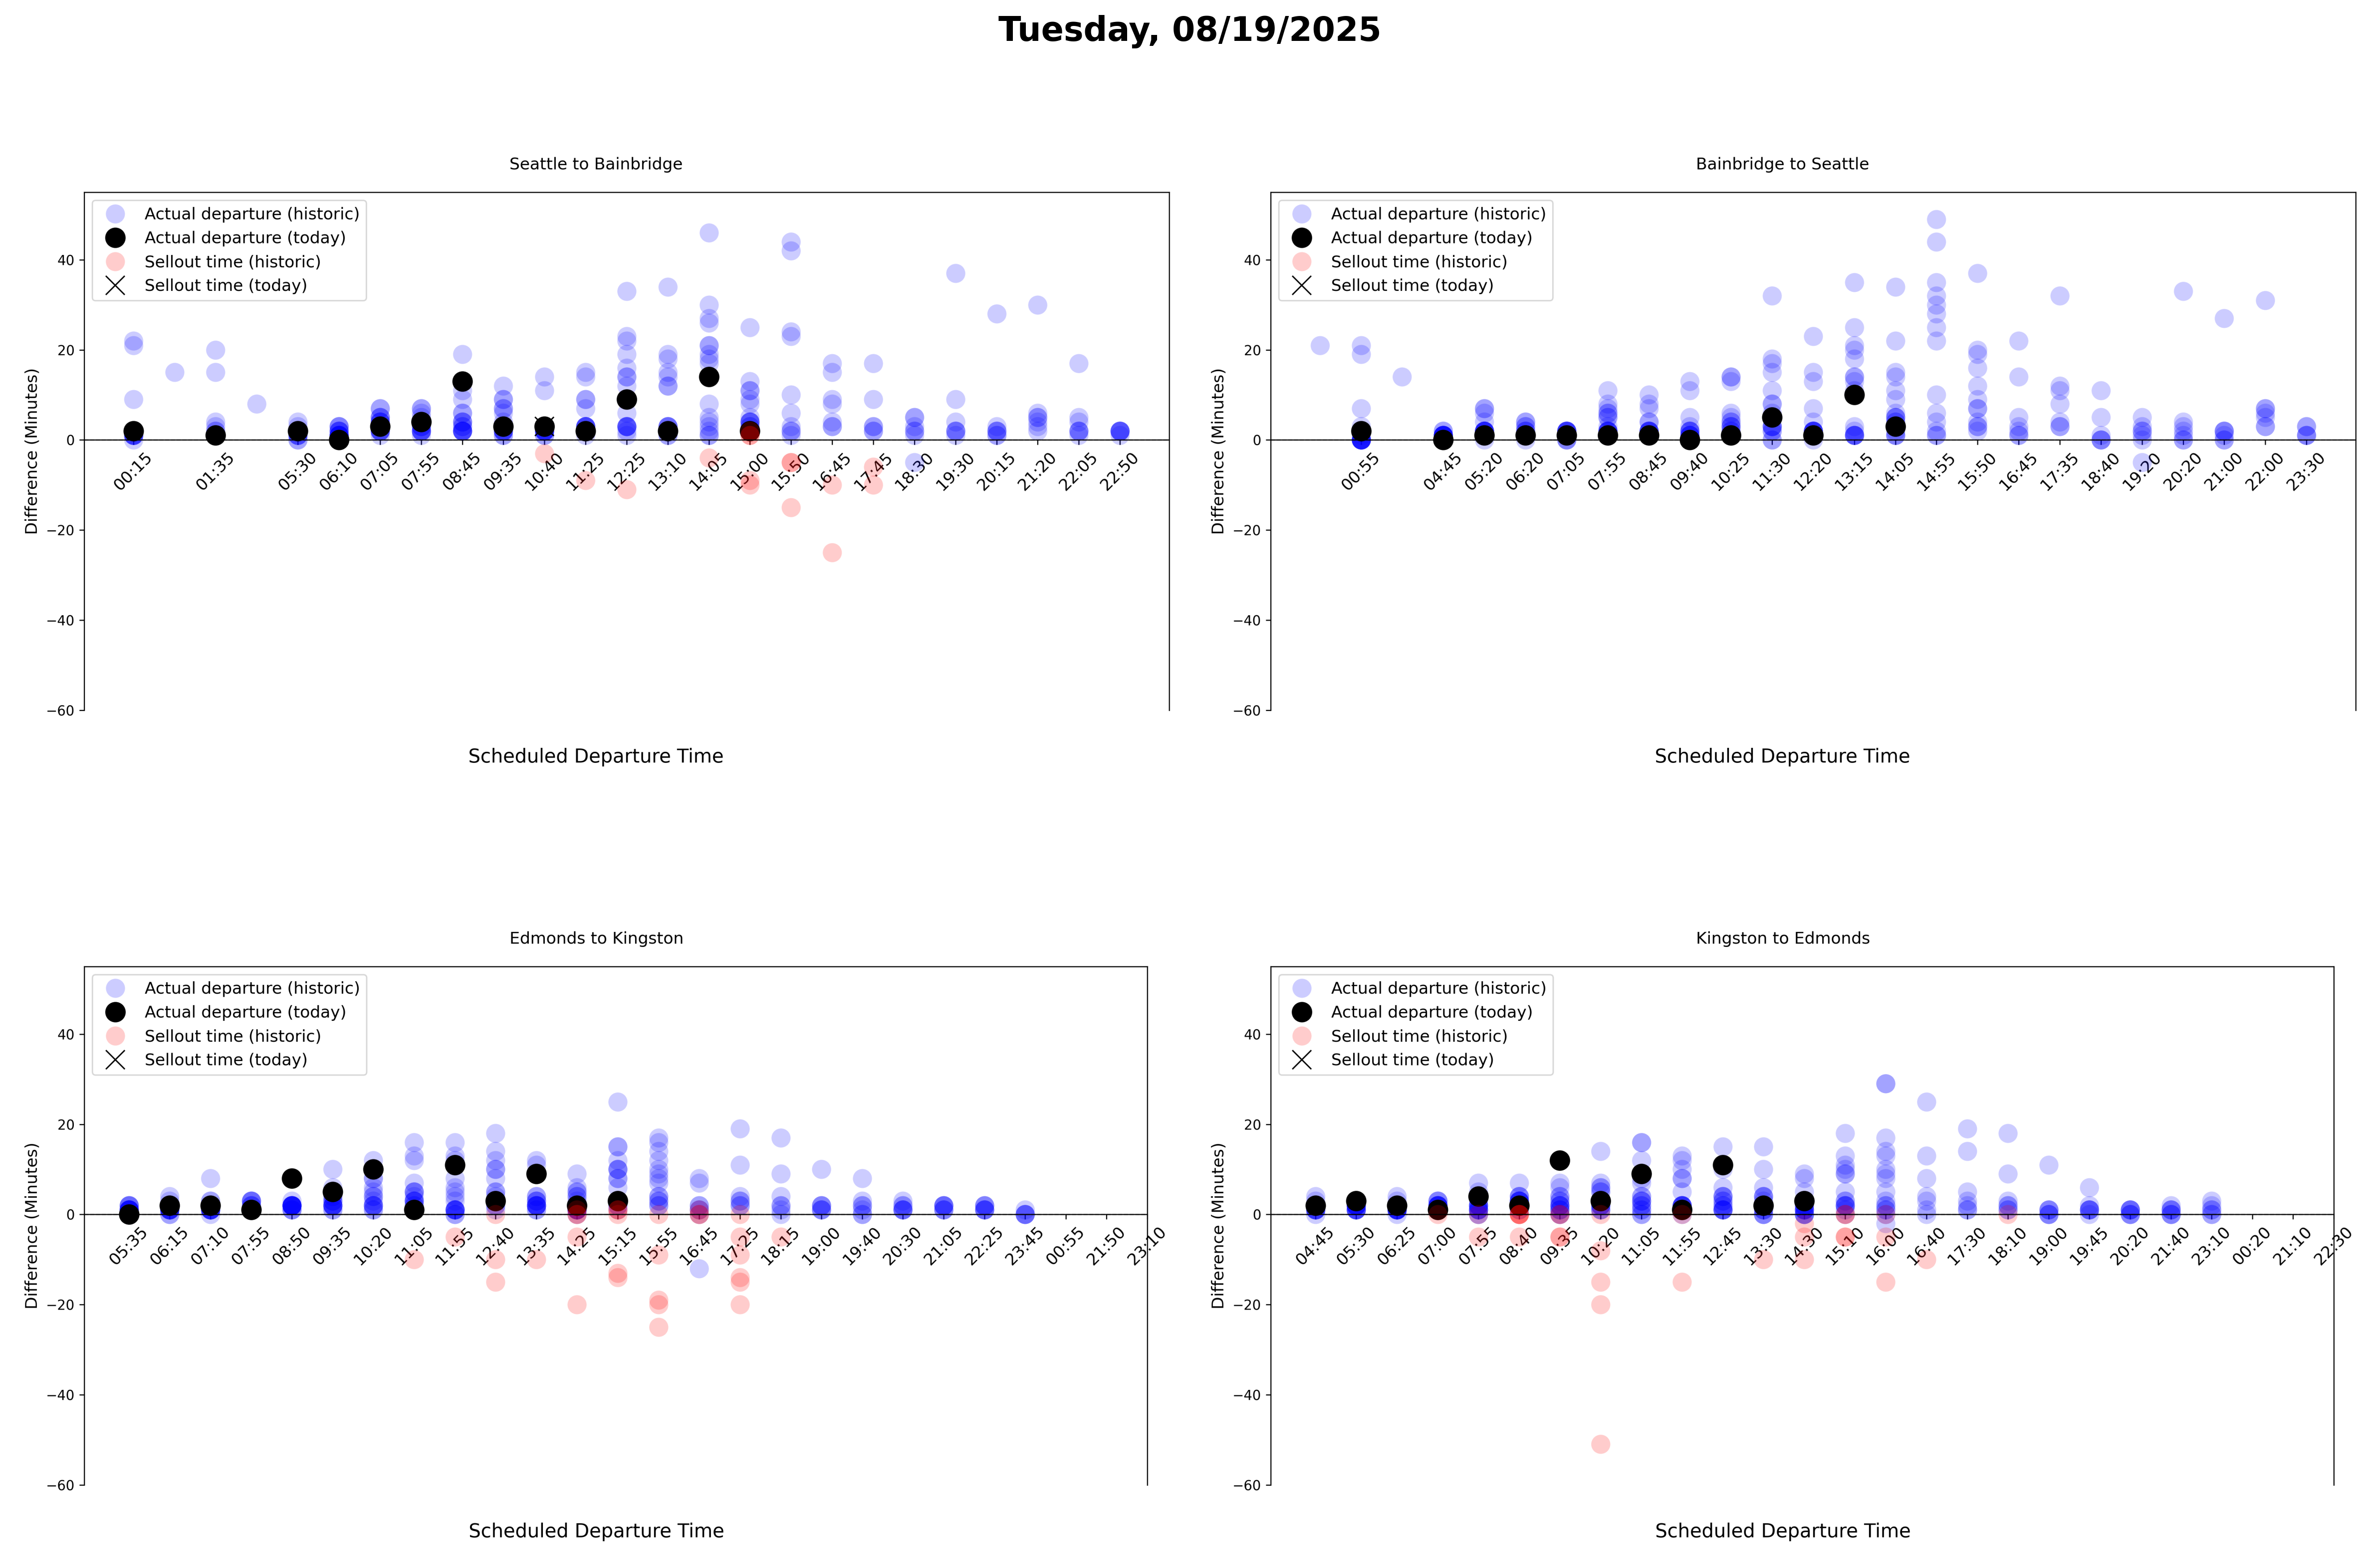 Tuesday, 08/19/2025
Seattle to Bainbridge
Actual departure (historic)
Actual departure (today)
Sellout time (historic)
Sellout time (today)
Difference (Minutes)
40
20
0
−20
−40
−60
00:15 01:35 05:30 06:10 07:05 07:55 08:45 09:35 10:40 11:25 12:25 13:10 14:05 15:00 15:50 16:45 17:45 18:30 19:30 20:15 21:20 22:05 22:50
Scheduled Departure Time
Bainbridge to Seattle
Actual departure (historic)
Actual departure (today)
Sellout time (historic)
Sellout time (today)
Difference (Minutes)
40
20
0
−20
−40
−60
00:55 04:45 05:20 06:20 07:05 07:55 08:45 09:40 10:25 11:30 12:20 13:15 14:05 14:55 15:50 16:45 17:35 18:40 19:20 20:20 21:00 22:00 23:30
Scheduled Departure Time
Edmonds to Kingston
Actual departure (historic)
Actual departure (today)
Sellout time (historic)
Sellout time (today)
Difference (Minutes)
40
20
0
−20
−40
−60
05:35 06:15 07:10 07:55 08:50 09:35 10:20 11:05 11:55 12:40 13:35 14:25 15:15 15:55 16:45 17:25 18:15 19:00 19:40 20:30 21:05 22:25 23:45 00:55 21:50 23:10
Scheduled Departure Time
Kingston to Edmonds
Actual departure (historic)
Actual departure (today)
Sellout time (historic)
Sellout time (today)
Difference (Minutes)
40
20
0
−20
−40
−60
04:45 05:30 06:25 07:00 07:55 08:40 09:35 10:20 11:05 11:55 12:45 13:30 14:30 15:10 16:00 16:40 17:30 18:10 19:00 19:45 20:20 21:40 23:10 00:20 21:10 22:30
Scheduled Departure Time